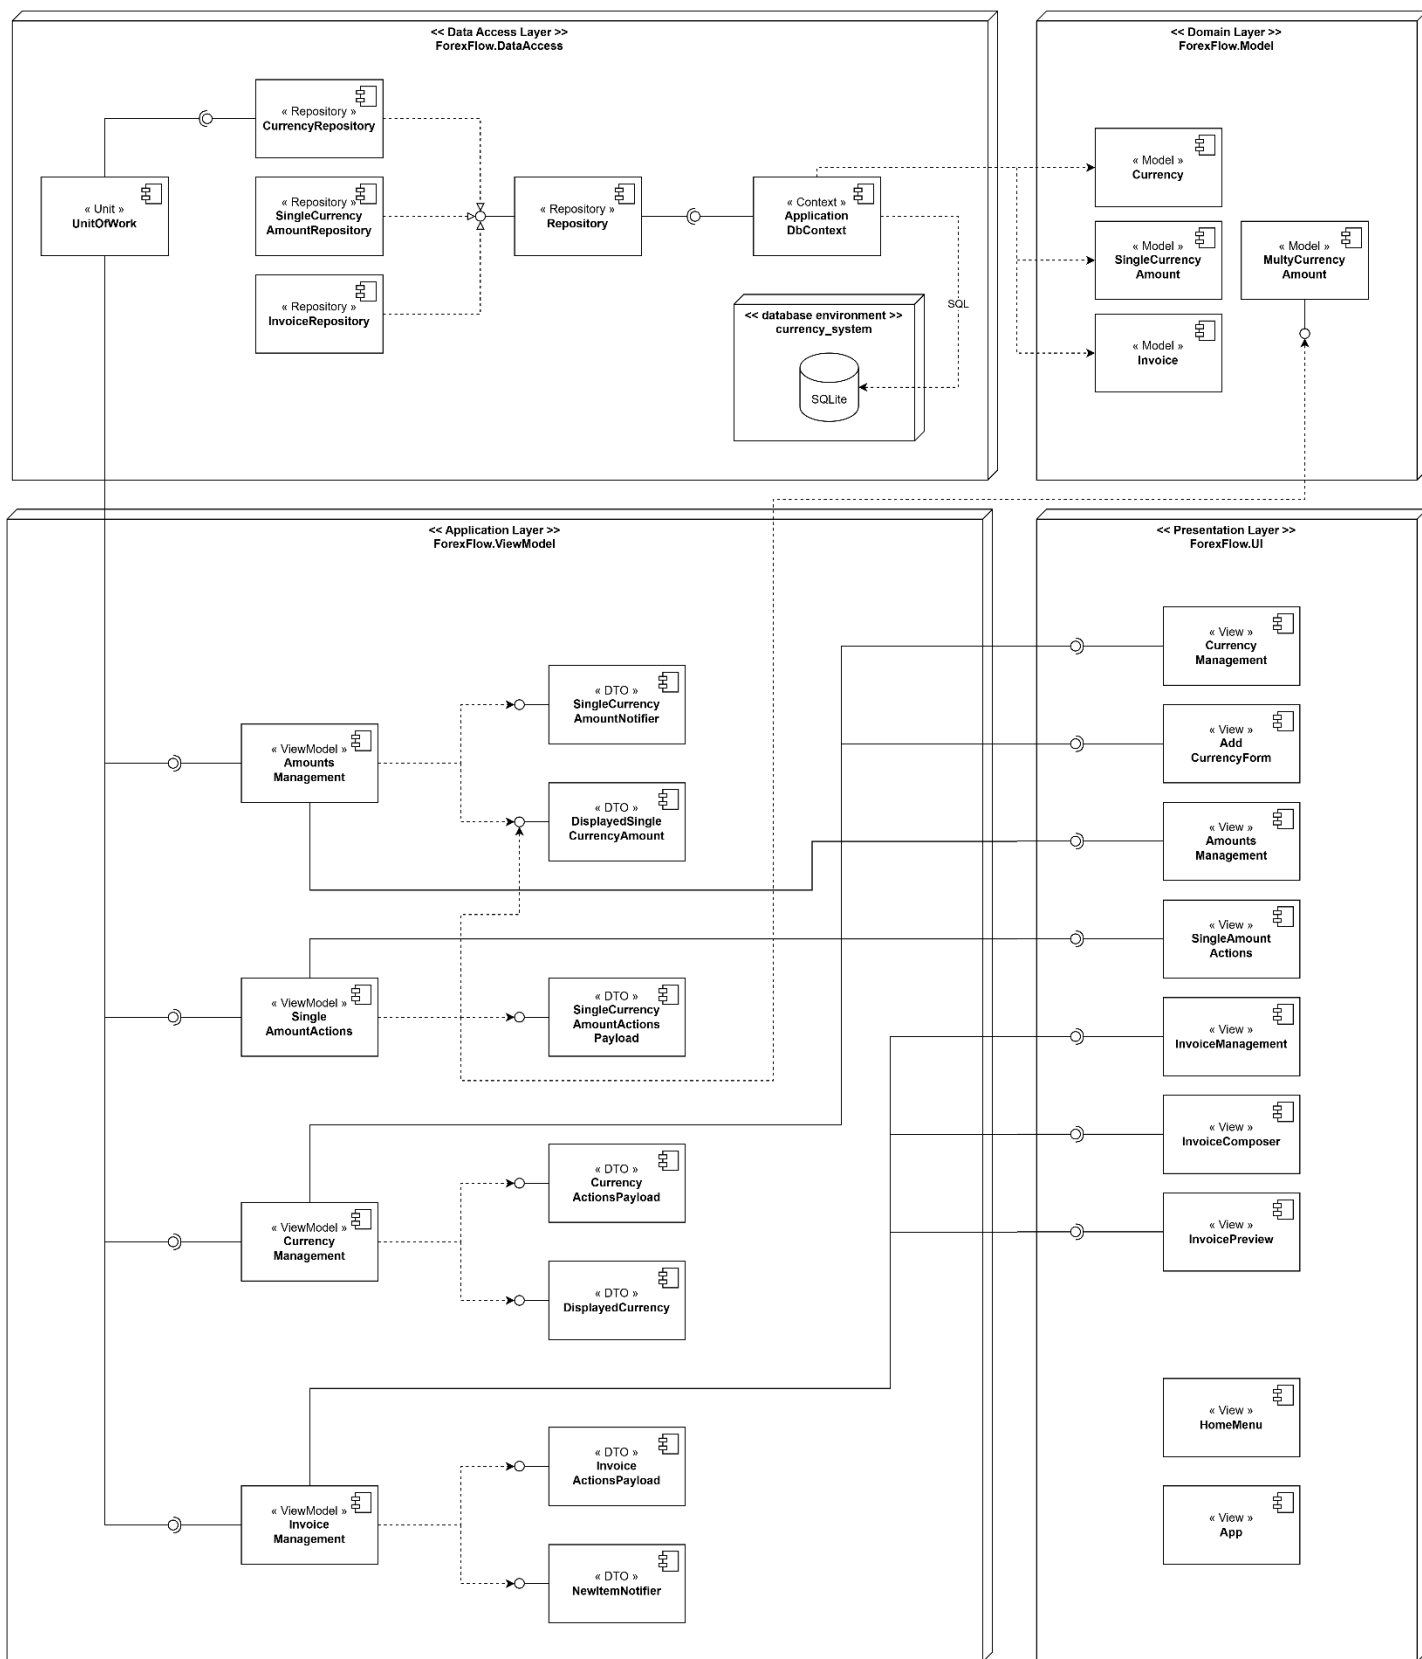 << Data Access Layer >>
ForexFlow.DataAccess
« Repository »
CurrencyRepository
« Unit »
UnitOfWork
« Repository »
SingleCurrency
AmountRepository
« Repository »
InvoiceRepository
« Repository »
Repository
« Context »
Application
DbContext
SQL
<< database environment >>
currency_system
SQLite
<< Domain Layer >>
ForexFlow.Model
« Model »
Currency
« Model »
SingleCurrency
Amount
« Model »
MultyCurrency
Amount
« Model »
Invoice
<< Application Layer >>
ForexFlow.ViewModel
« DTO »
SingleCurrency
AmountNotifier
« ViewModel »
Amounts
Management
« DTO »
DisplayedSingle
CurrencyAmount
« ViewModel »
Single
AmountActions
« DTO »
SingleCurrency
AmountActions
Payload
« DTO »
Currency
ActionsPayload
« ViewModel »
Currency
Management
« DTO »
DisplayedCurrency
« DTO »
Invoice
ActionsPayload
« ViewModel »
Invoice
Management
« DTO »
NewItemNotifier
<< Presentation Layer >>
ForexFlow.UI
« View »
Currency
Management
« View »
Add
CurrencyForm
« View »
Amounts
Management
« View »
SingleAmount
Actions
« View »
InvoiceManagement
« View »
InvoiceComposer
« View »
InvoicePreview
« View »
HomeMenu
« View »
App